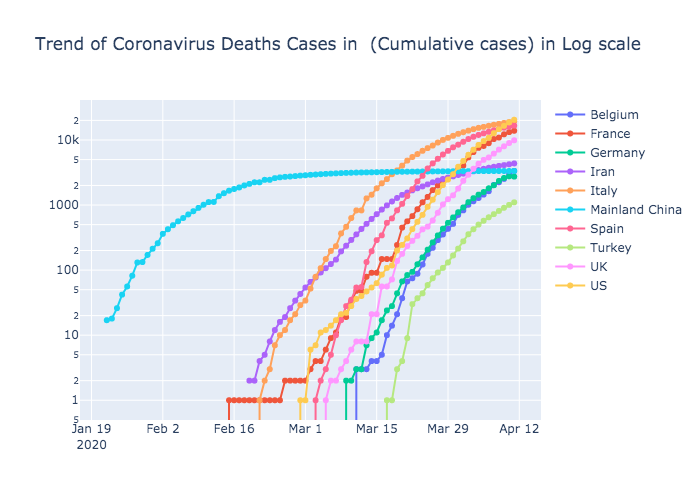 Trend of Coronavirus Deaths Cases in  (Cumulative cases) in Log scale
2
10k
5
2
1000
5
2
100
5
2
10
5
2
1
5
Jan 19 Feb 2 Feb 16 Mar 1 Mar 15 Mar 29 Apr 12
2020
Belgium
France
Germany
Iran
Italy
Mainland China
Spain
Turkey
UK
US